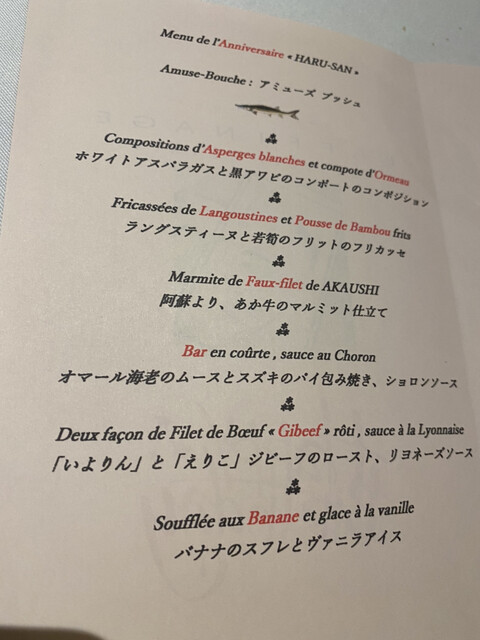 Menu de l'Anniversaire « HARU-SAN »
Amuse-Bouche : アミューズ ブッシュ
Compositions d'Asperges blanches et compote d'Ormeau
ホワイトアスパラガスと黒アワビのコンポートのコンポジション
Fricassées de Langoustines et Pousse de Bambou frits
ラングスティーヌと若筍のフリットのフリカッセ
Marmite de Faux-filet de AKAUSHI
阿蘇より、あか牛のマルミット仕立て
Bar en coûrte , sauce au Choron
オマール海老のムースとスズキのパイ包み焼き、ショロンソース
Deux façon de Filet de Bœuf « Gibeef » rôti , sauce à la Lyonnaise
「いよりん」と「えりこ」ジビーフのロースト、リヨネーズソース
Soufflée aux Banane et glace à la vanille
バナナのスフレとヴァニラアイス